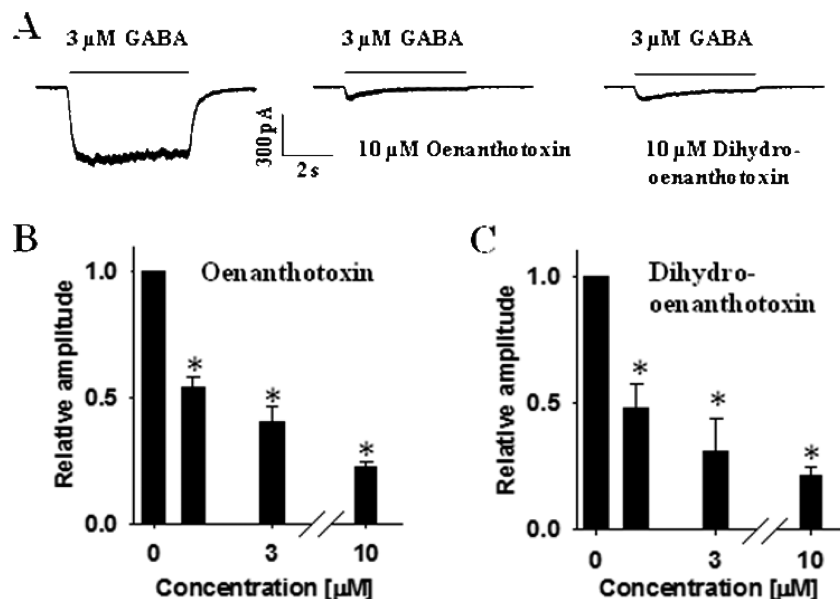 A
3 µM GABA
3 µM GABA
3 µM GABA
300 pA
2 s
10 µM Oenanthotoxin
10 µM Dihydro-
oenanthotoxin
B
Oenanthotoxin
Relative amplitude
1.0
0.5
0.0
*
*
*
0
3
10
Concentration [µM]
C
Dihydro-
oenanthotoxin
Relative amplitude
1.0
0.5
0.0
*
*
*
0
3
10
Concentration [µM]